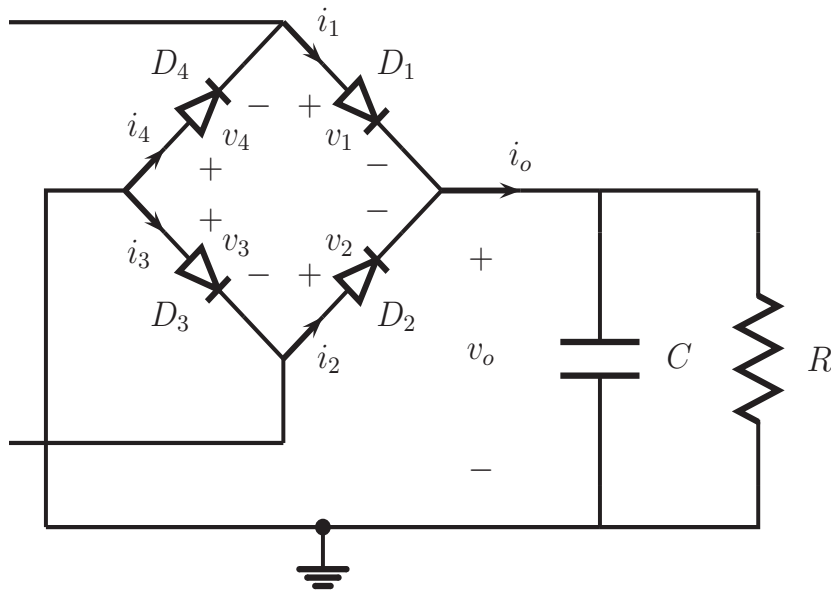 i₁
D₄ D₁
− +
i₄ v₄ v₁
+ −
iₒ
+ −
i₃ v₃ v₂
− + +
D₃ D₂
i₂ vₒ C R
−